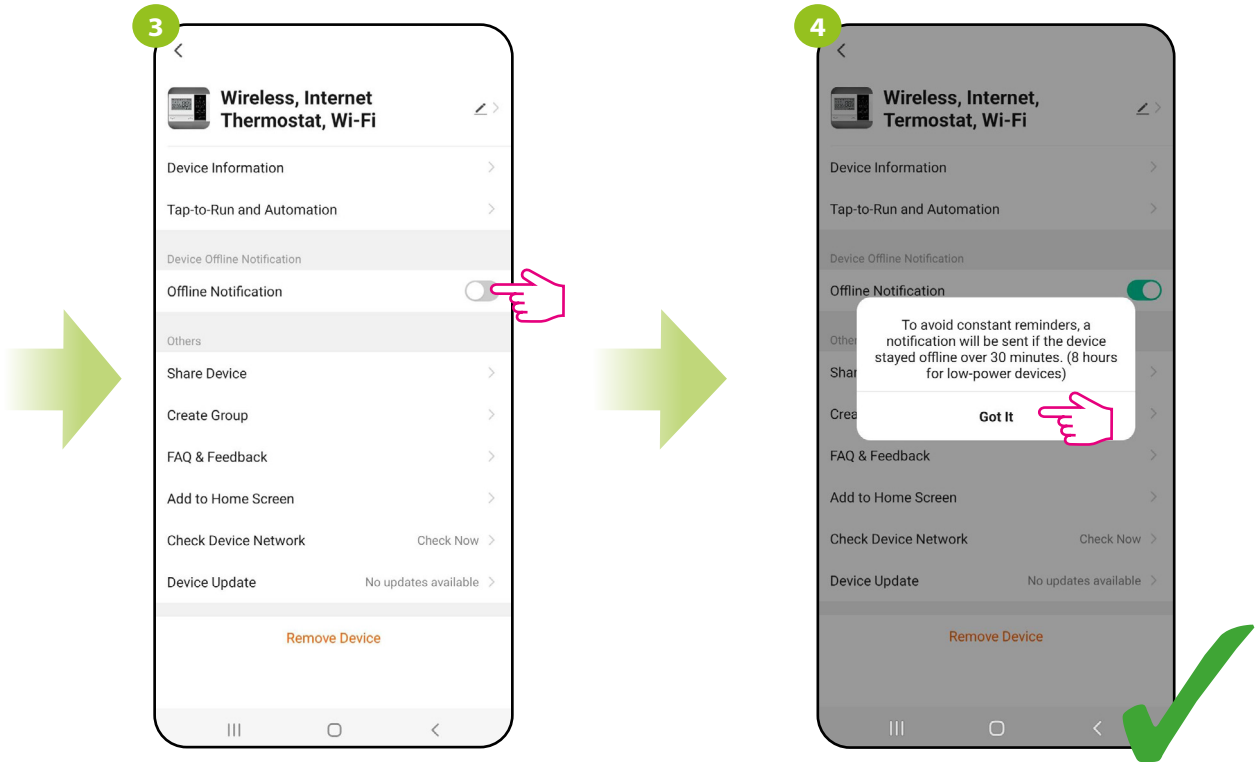 3
Wireless, Internet
Thermostat, Wi-Fi
Device Information
Tap-to-Run and Automation
Device Offline Notification
Offline Notification
Others
Share Device
Create Group
FAQ & Feedback
Add to Home Screen
Check Device Network Check Now
Device Update No updates available
Remove Device
4
Wireless, Internet,
Termostat, Wi-Fi
Device Information
Tap-to-Run and Automation
Device Offline Notification
Offline Notification
To avoid constant reminders, a
notification will be sent if the device
stayed offline over 30 minutes. (8 hours
for low-power devices)
Got It
FAQ & Feedback
Add to Home Screen
Check Device Network Check Now
Device Update No updates available
Remove Device